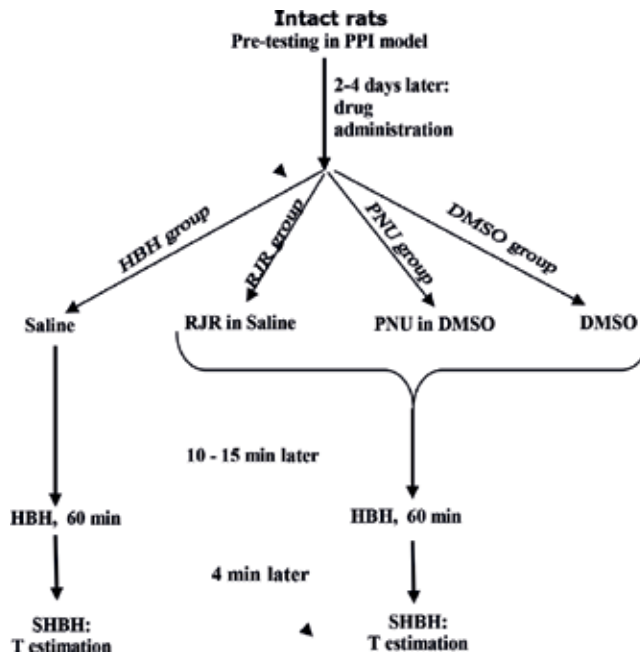 Intact rats
Pre-testing in PPI model
2-4 days later:
drug
administration
HBH group
RJR group
PNU group
DMSO group
Saline
RJR in Saline
PNU in DMSO
DMSO
10 - 15 min later
HBH, 60 min
HBH, 60 min
4 min later
SHBH:
T estimation
SHBH:
T estimation